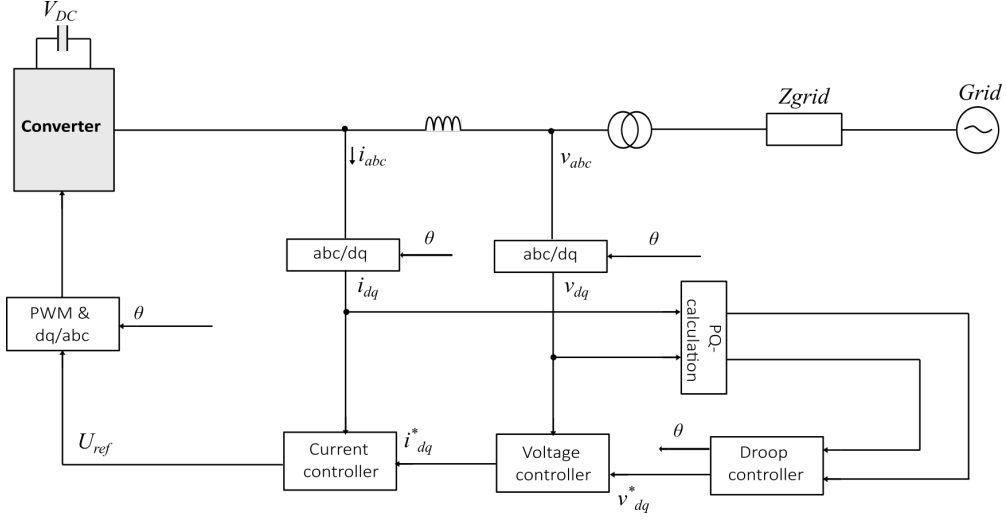 V_DC
Converter
Zgrid
Grid
i_abc
v_abc
abc/dq
θ
abc/dq
θ
i_dq
v_dq
PWM &
dq/abc
θ
PQ-
calculation
U_ref
Current
controller
i*_dq
Voltage
controller
θ
v*_dq
Droop
controller